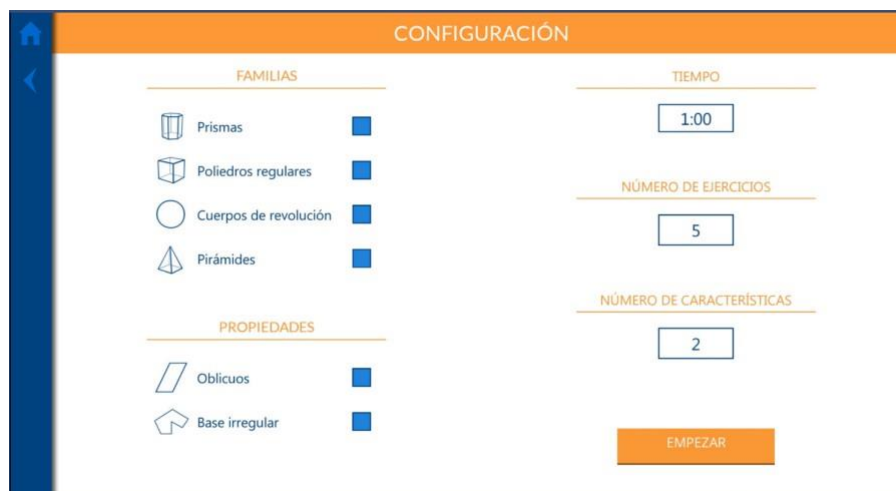 CONFIGURACIÓN
FAMILIAS
Prismas
Poliedros regulares
Cuerpos de revolución
Pirámides
PROPIEDADES
Oblicuos
Base irregular
TIEMPO
1:00
NÚMERO DE EJERCICIOS
5
NÚMERO DE CARACTERÍSTICAS
2
EMPEZAR